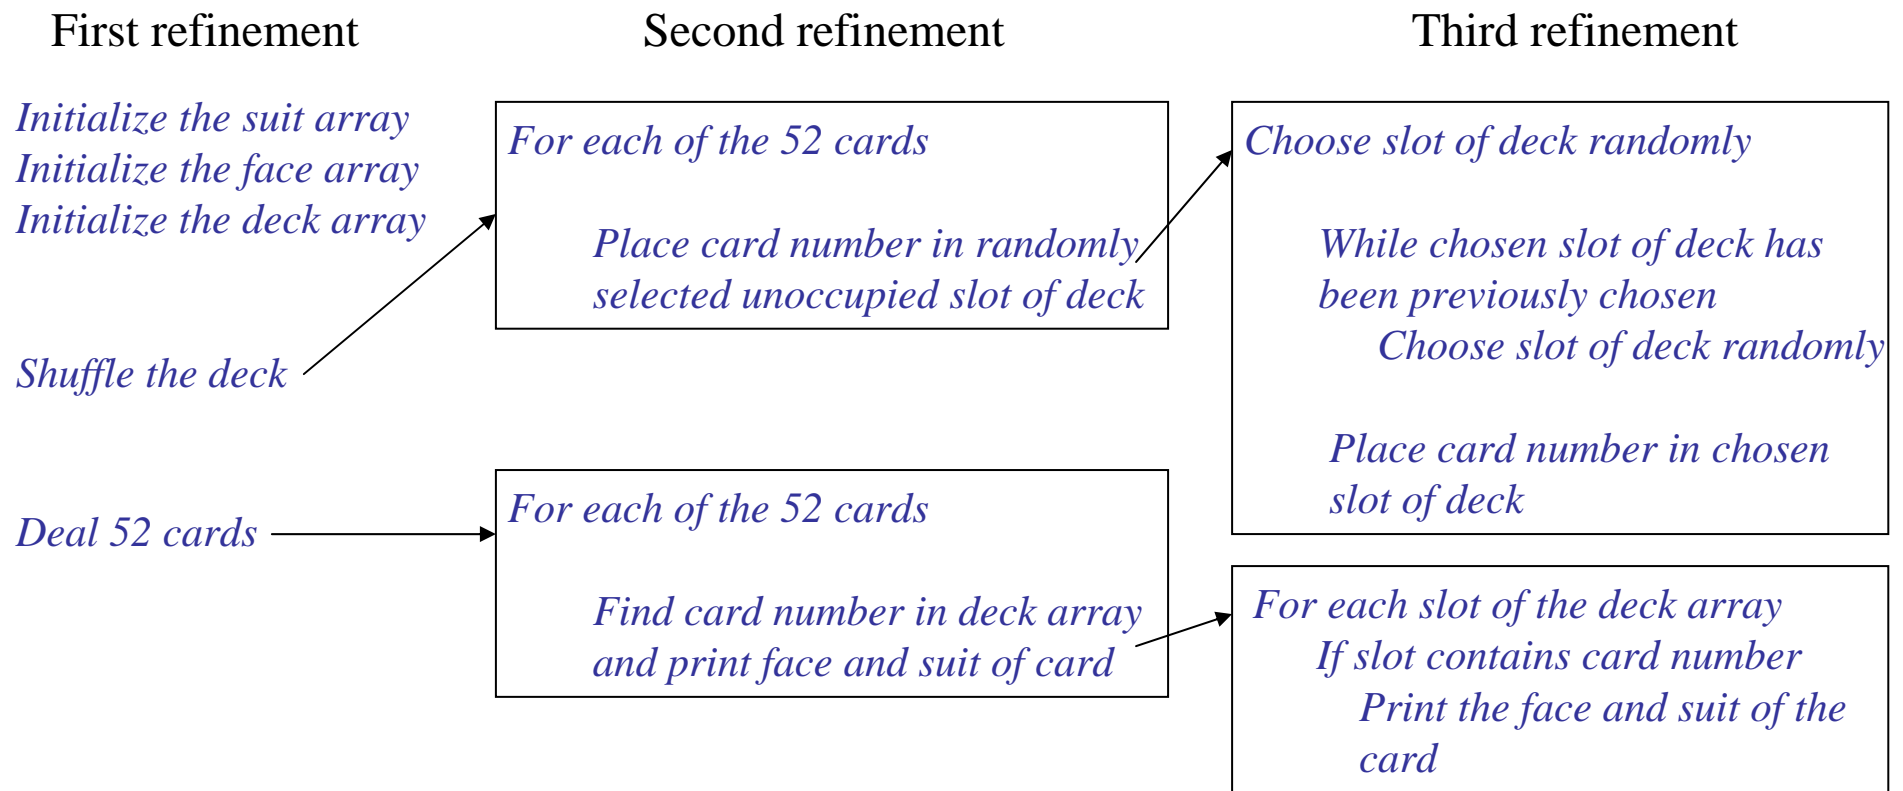 First refinement
Second refinement
Third refinement
Initialize the suit array
Initialize the face array
Initialize the deck array
Shuffle the deck
Deal 52 cards
For each of the 52 cards
Place card number in randomly
selected unoccupied slot of deck
For each of the 52 cards
Find card number in deck array
and print face and suit of card
Choose slot of deck randomly
While chosen slot of deck has
been previously chosen
Choose slot of deck randomly
Place card number in chosen
slot of deck
For each slot of the deck array
If slot contains card number
Print the face and suit of the
card